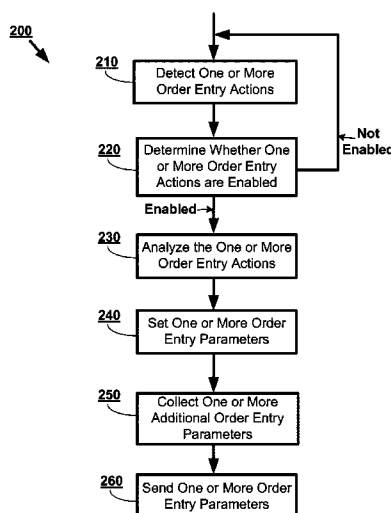 200
210
Detect One or More
Order Entry Actions
220
Determine Whether One
or More Order Entry
Actions are Enabled
Not
Enabled
Enabled
230
Analyze the One or More
Order Entry Actions
240
Set One or More Order
Entry Parameters
250
Collect One or More
Additional Order Entry
Parameters
260
Send One or More Order
Entry Parameters